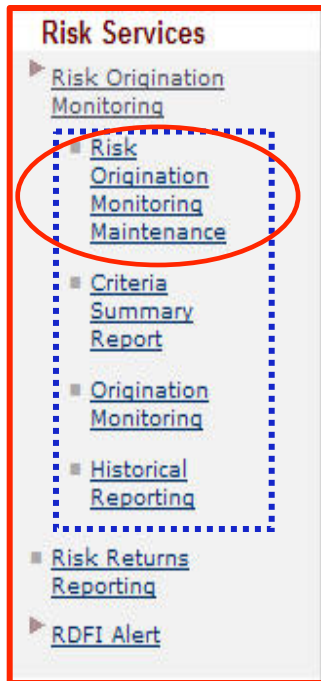 Risk Services
Risk Origination
Monitoring
Risk
Origination
Monitoring
Maintenance
Criteria
Summary
Report
Origination
Monitoring
Historical
Reporting
Risk Returns
Reporting
RDFI Alert